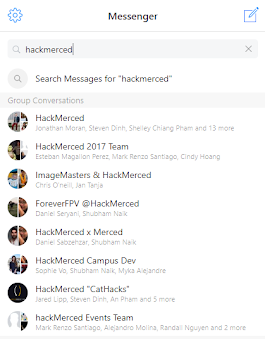 Messenger
hackmerced
Search Messages for "hackmerced"
Group Conversations
HackMerced
Jonathan Moran, Steven Dinh, Shelley Chiang Pham and 13 more
HackMerced 2017 Team
Esteban Magallan Perez, Mark Renzo Santiago, Cindy Hoang
ImageMasters & HackMerced
Chris O'neill, Jan Tanja
ForeverFPV @HackMerced
Daniel Seryani, Shubham Naik
HackMerced x Merced
Daniel Sabzehzar, Shubham Naik
HackMerced Campus Dev
Sophie Vo, Shubham Naik, Myka Alejandre
HackMerced "CatHacks"
Jared Lipp, Steven Dinh, An Pham and 5 more
hackMerced Events Team
Mark Renzo Santiago, Alejandro Molina, Randall Nguyen and 2 more